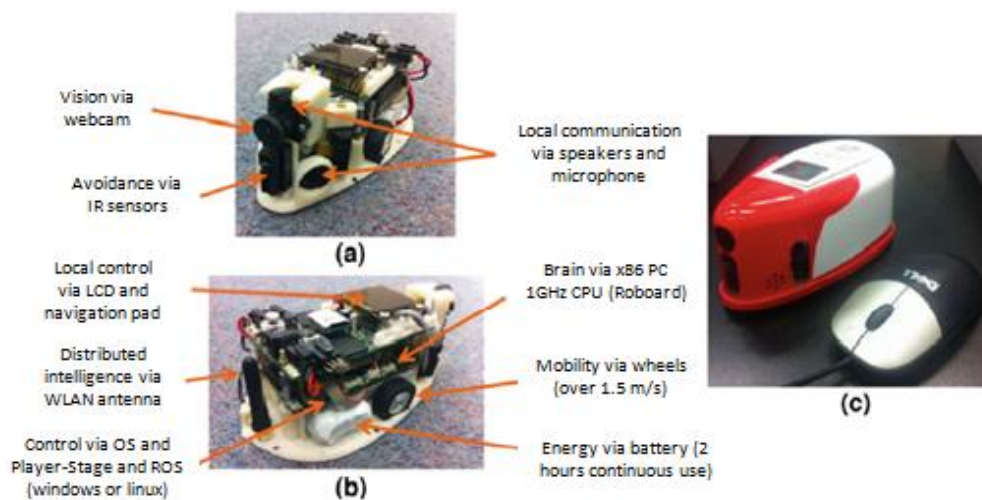 Vision via
webcam
Avoidance via
IR sensors
Local communication
via speakers and
microphone
(a)
Local control
via LCD and
navigation pad
Distributed
intelligence via
WLAN antenna
Control via OS and
Player-Stage and ROS
(windows or linux)
Brain via x86 PC
1GHz CPU (Roboard)
Mobility via wheels
(over 1.5 m/s)
Energy via battery (2
hours continuous use)
(b)
DELL
(c)